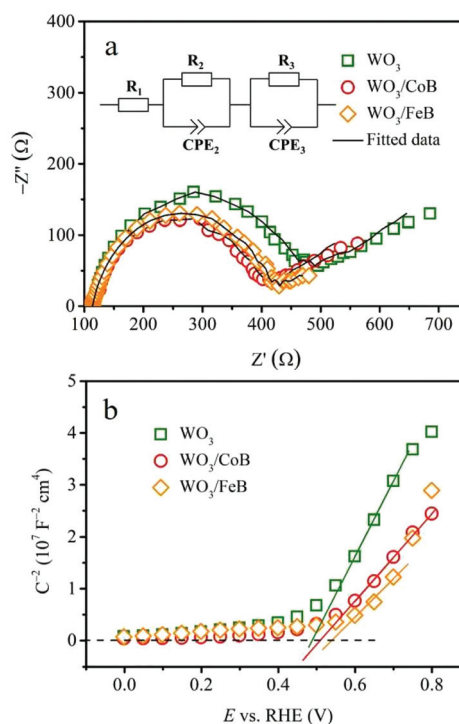 a
R₁
R₂
CPE₂
R₃
CPE₃
WO₃
WO₃/CoB
WO₃/FeB
Fitted data
−Z″ (Ω)
400
300
200
100
0
100 200 300 400 500 600 700
Z′ (Ω)
b
WO₃
WO₃/CoB
WO₃/FeB
C⁻² (10⁷ F⁻² cm⁴)
5
4
3
2
1
0
0.0 0.2 0.4 0.6 0.8
E vs. RHE (V)